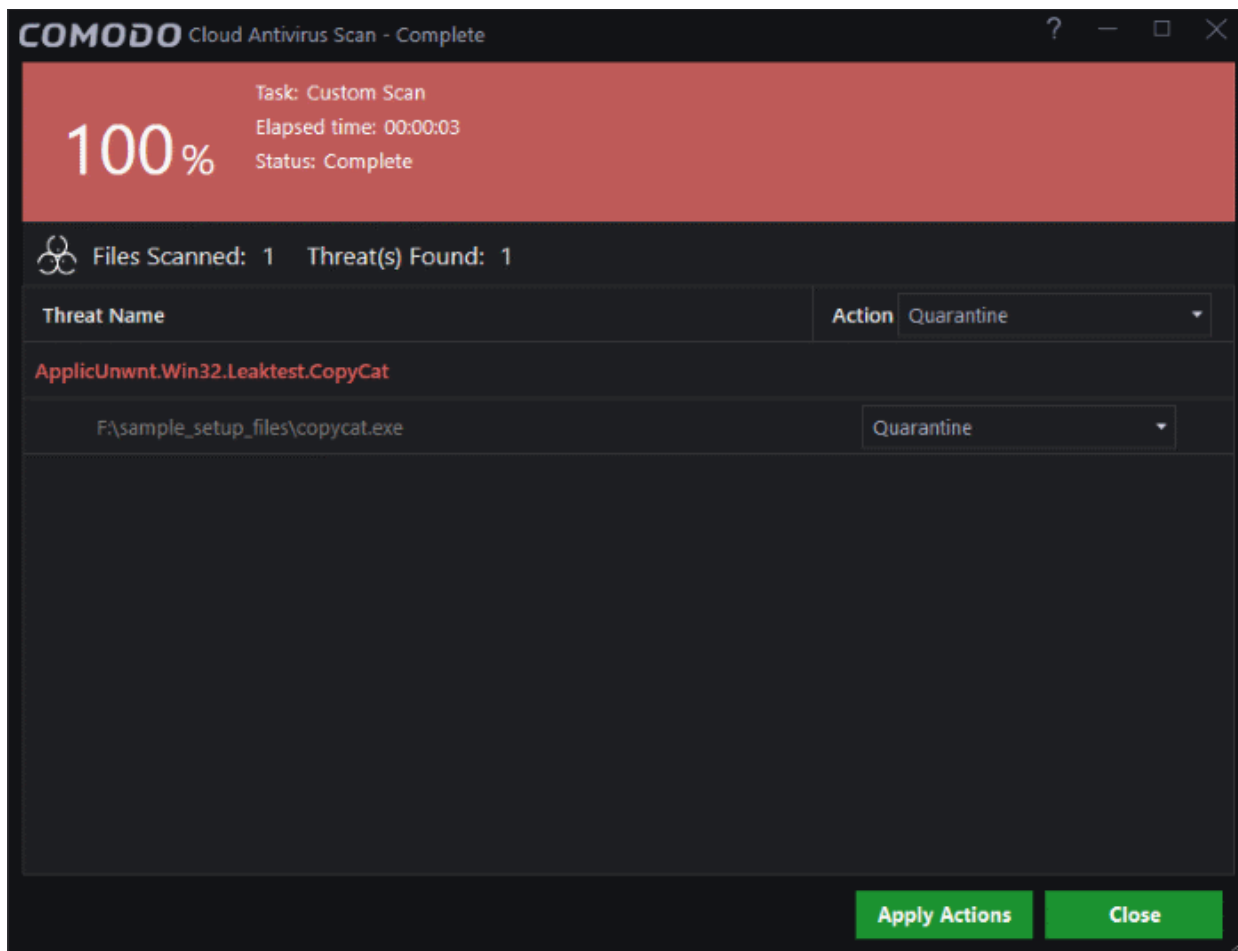 COMODO Cloud Antivirus Scan - Complete
?
100 %
Task: Custom Scan
Elapsed time: 00:00:03
Status: Complete
Files Scanned: 1 Threat(s) Found: 1
Threat Name Action Quarantine
ApplicUnwnt.Win32.Leaktest.CopyCat
F:\sample_setup_files\copycat.exe Quarantine
Apply Actions Close